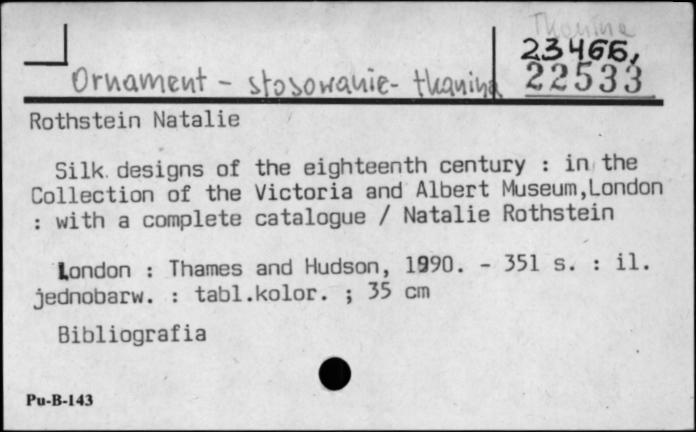 Tkanina
23466,
Ornament - stosowanie - tkanina 22533
Rothstein Natalie
Silk designs of the eighteenth century : in the
Collection of the Victoria and Albert Museum,London
: with a complete catalogue / Natalie Rothstein
London : Thames and Hudson, 1990. - 351 s. : il.
jednobarw. : tabl.kolor. ; 35 cm
Bibliografia
Pu-B-143